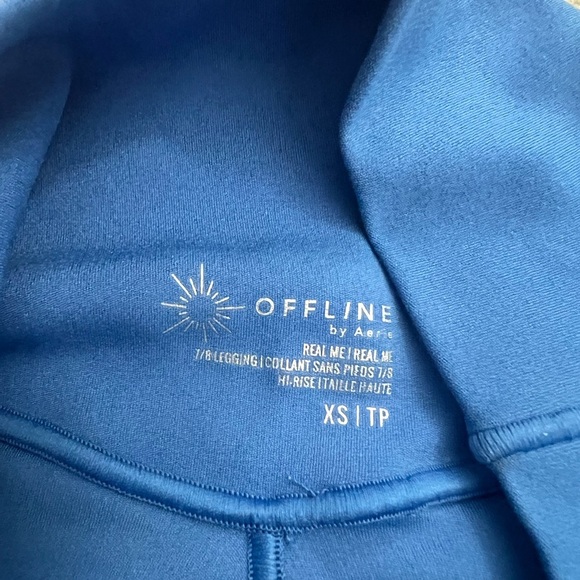 OFFLINE
by Aerie
REAL ME | REAL ME
7/8 LEGGING | COLLANT SANS PIEDS 7/8
HI-RISE | TAILLE HAUTE
XS | TP